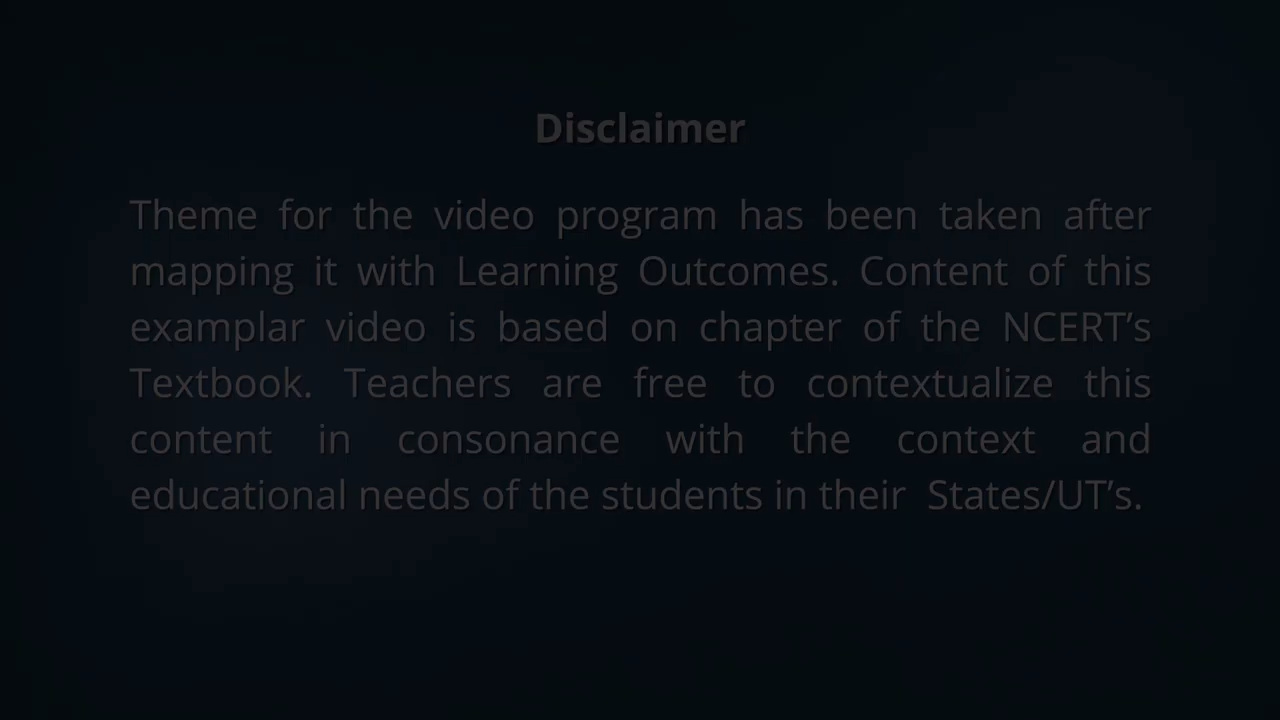 Disclaimer
Theme for the video program has been taken after
mapping it with Learning Outcomes. Content of this
examplar video is based on chapter of the NCERT’s
Textbook. Teachers are free to contextualize this
content in consonance with the context and
educational needs of the students in their States/UT’s.